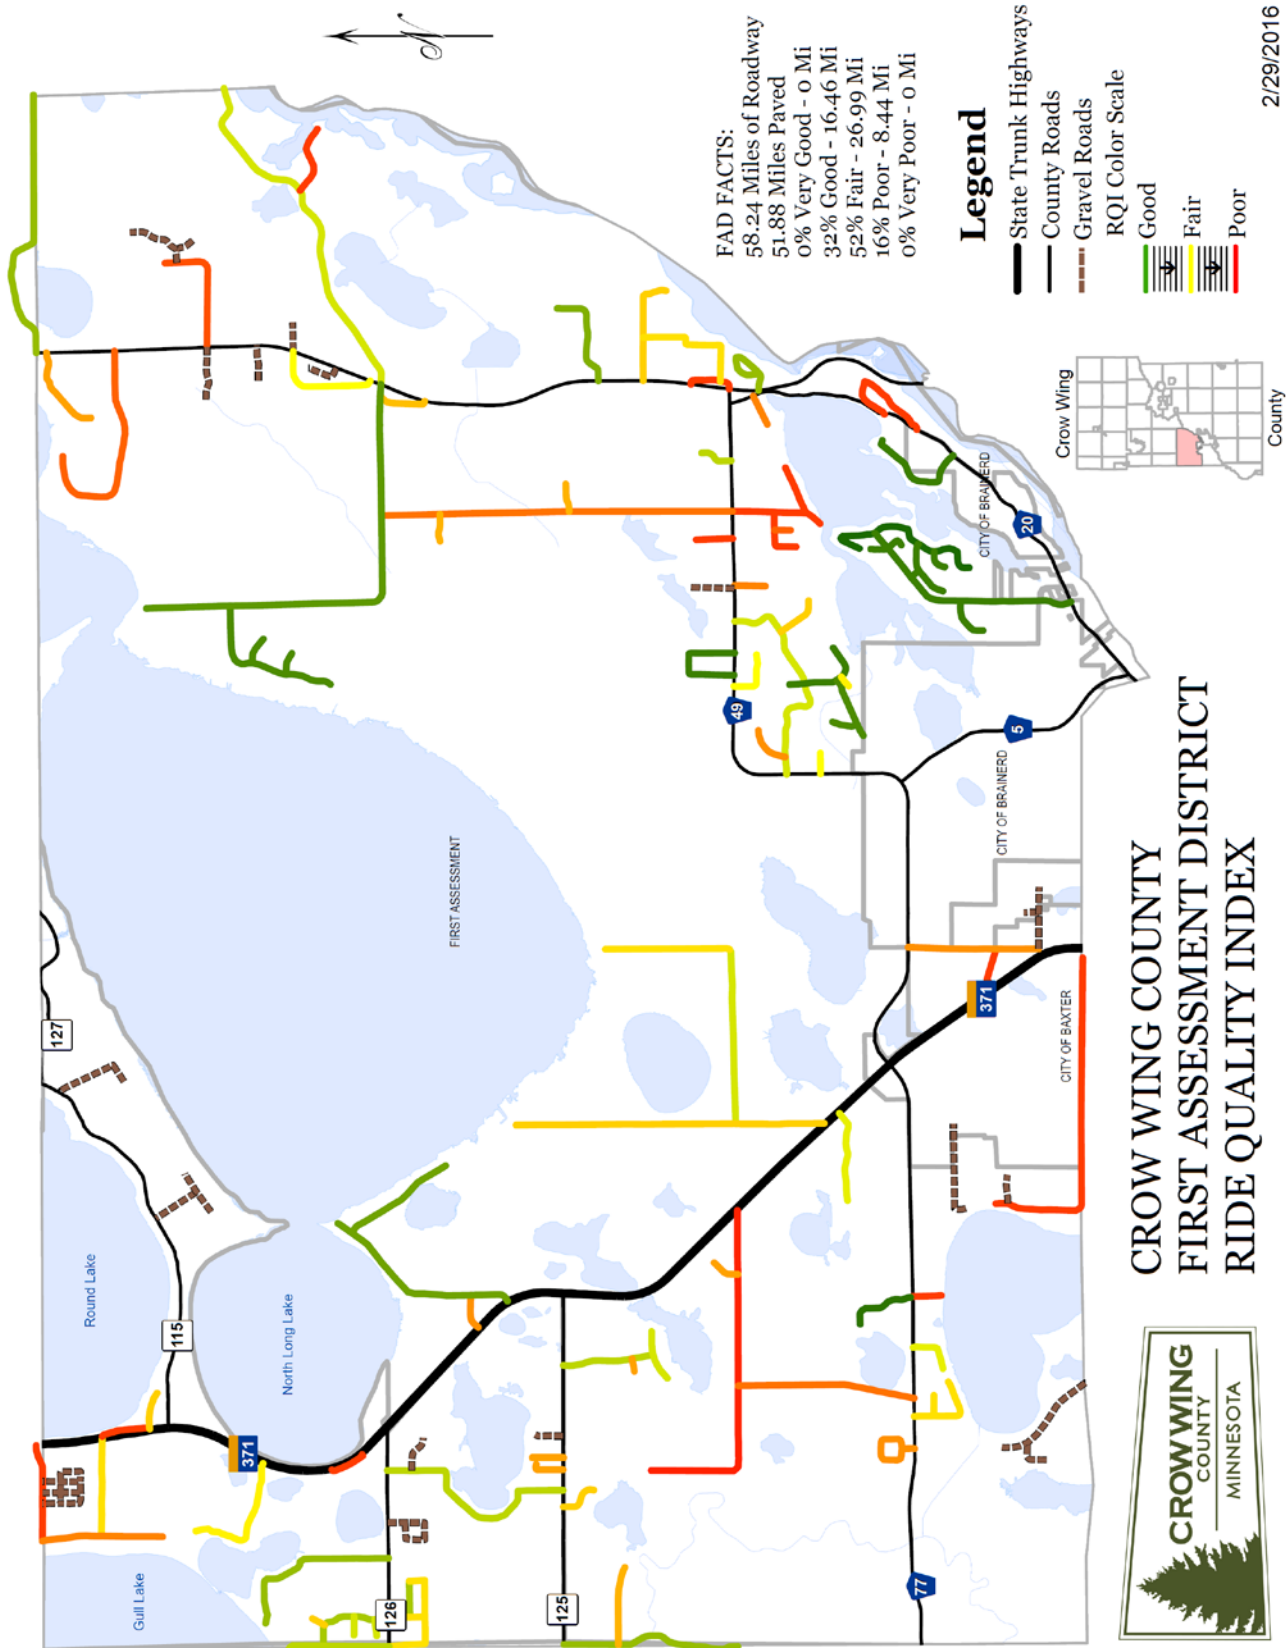 N
FAD FACTS:
58.24 Miles of Roadway
51.88 Miles Paved
0% Very Good - 0 Mi
32% Good - 16.46 Mi
52% Fair - 26.99 Mi
16% Poor - 8.44 Mi
0% Very Poor - 0 Mi
Legend
State Trunk Highways
County Roads
Gravel Roads
RQI Color Scale
Good
Fair
Poor
2/29/2016
Crow Wing
County
127
Round Lake
115
North Long Lake
371
Gull Lake
126
125
77
FIRST ASSESSMENT
49
5
20
CITY OF BRAINERD
CITY OF BRAINERD
371
CITY OF BAXTER
CROW WING COUNTY
FIRST ASSESSMENT DISTRICT
RIDE QUALITY INDEX
CROW WING
COUNTY
MINNESOTA